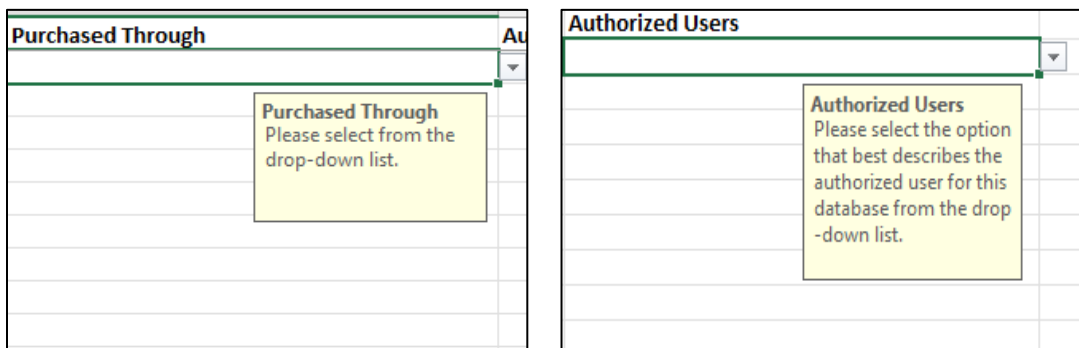 Purchased Through
Au
Purchased Through
Please select from the
drop-down list.
Authorized Users
Authorized Users
Please select the option
that best describes the
authorized user for this
database from the drop
-down list.